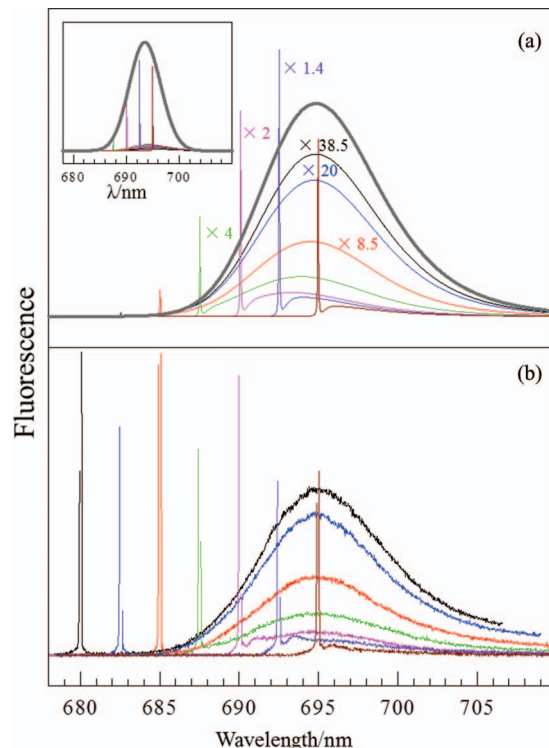 (a)
× 1.4
× 2
× 38.5
× 20
× 4
× 8.5
680 690 700
λ/nm
Fluorescence
(b)
680 685 690 695 700 705
Wavelength/nm